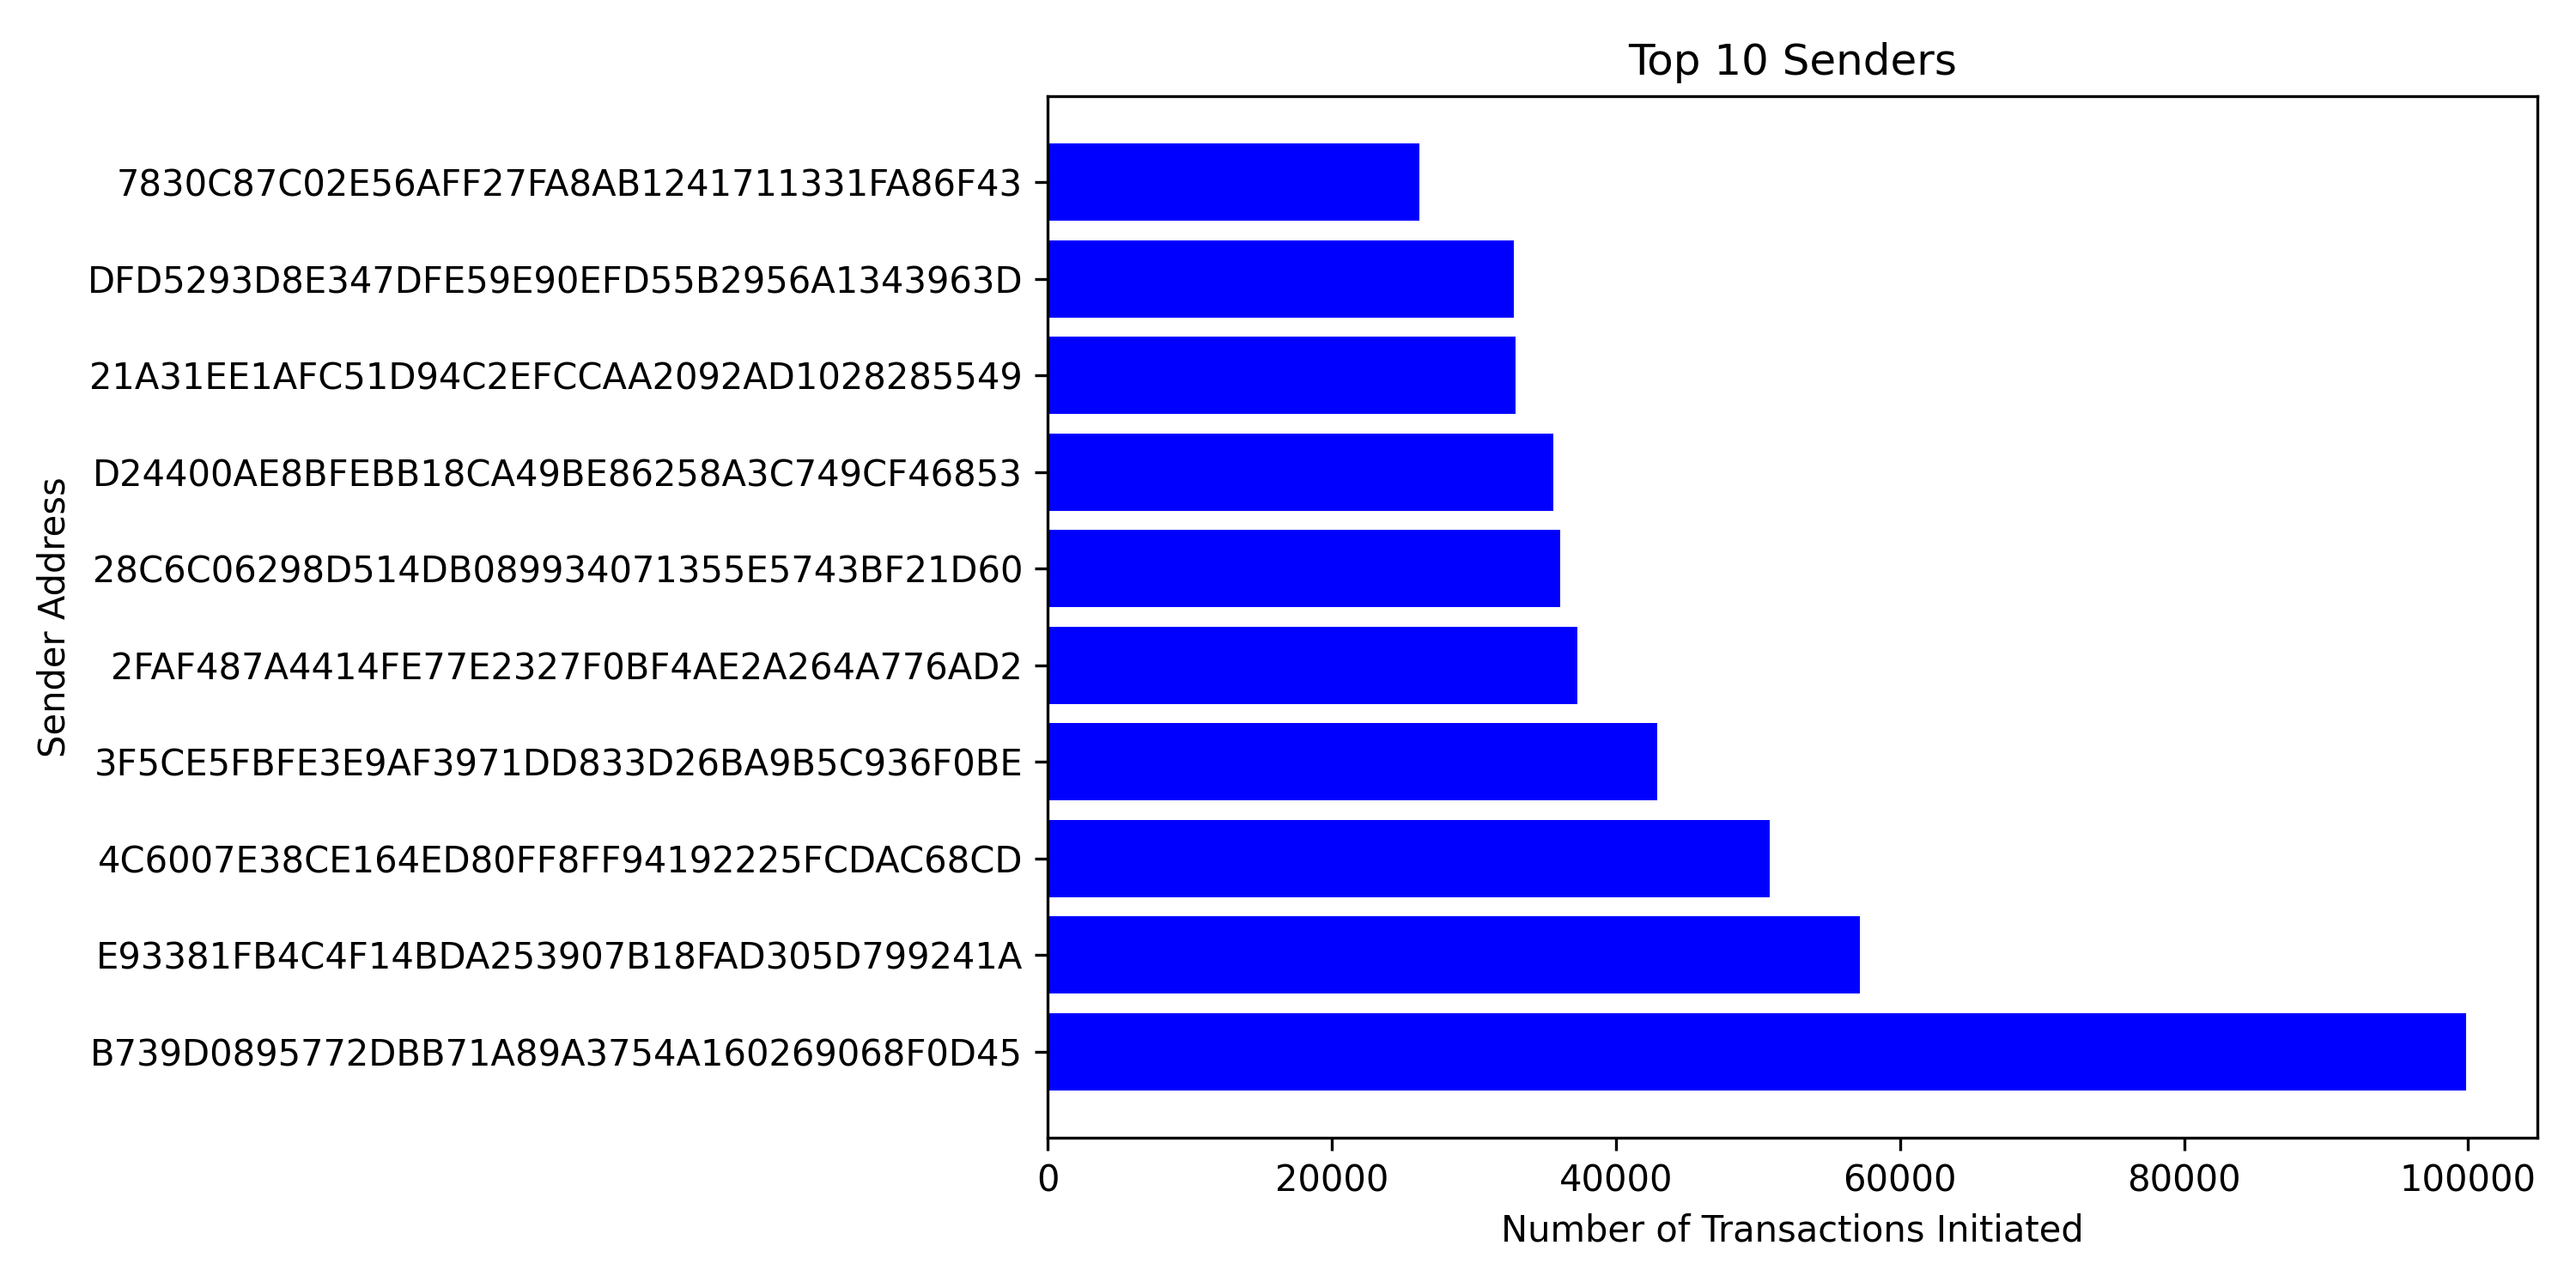 Top 10 Senders
7830C87C02E56AFF27FA8AB1241711331FA86F43
DFD5293D8E347DFE59E90EFD55B2956A1343963D
21A31EE1AFC51D94C2EFCCAA2092AD1028285549
D24400AE8BFEBB18CA49BE86258A3C749CF46853
28C6C06298D514DB089934071355E5743BF21D60
2FAF487A4414FE77E2327F0BF4AE2A264A776AD2
3F5CE5FBFE3E9AF3971DD833D26BA9B5C936F0BE
4C6007E38CE164ED80FF8FF94192225FCDAC68CD
E93381FB4C4F14BDA253907B18FAD305D799241A
B739D0895772DBB71A89A3754A160269068F0D45
Sender Address
0 20000 40000 60000 80000 100000
Number of Transactions Initiated